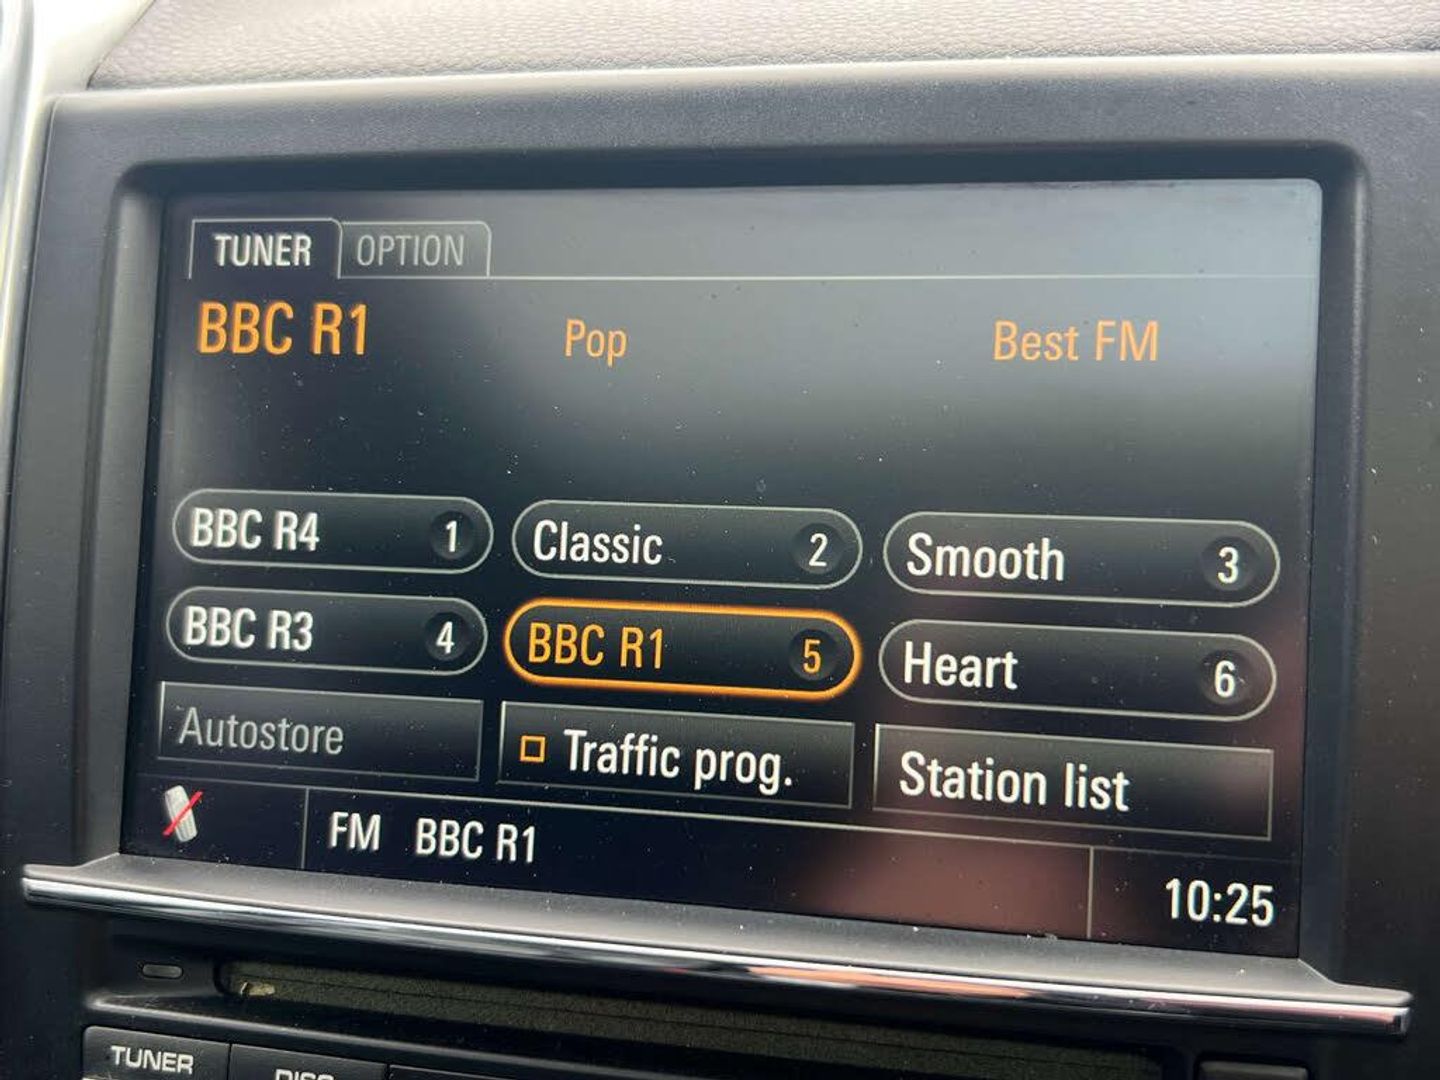 TUNER OPTION
BBC R1 Pop Best FM
BBC R4 1 Classic 2 Smooth 3
BBC R3 4 BBC R1 5 Heart 6
Autostore Traffic prog. Station list
FM BBC R1 10:25
TUNER DISC